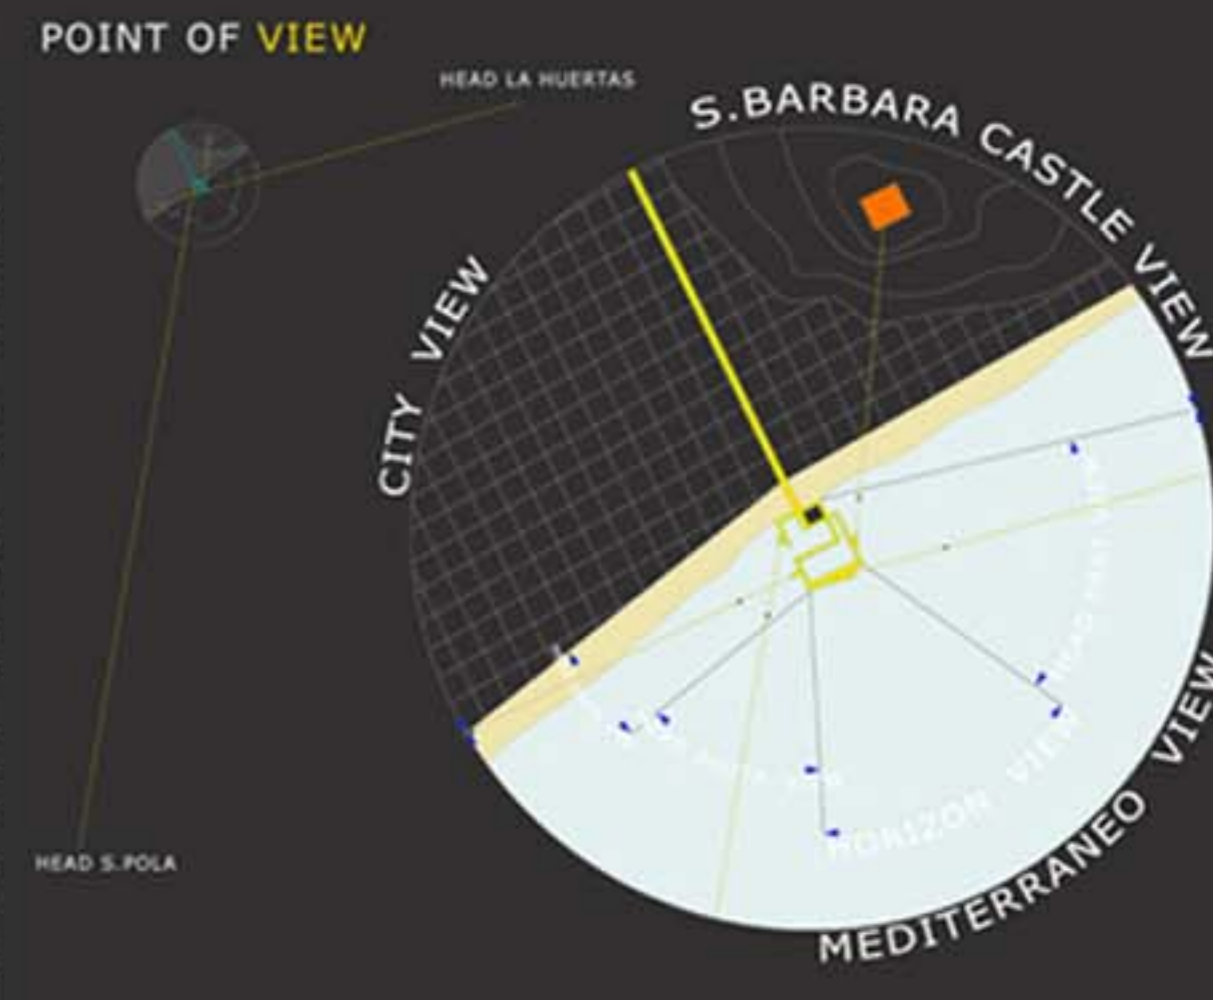 POINT OF VIEW
HEAD LA HUERTAS
S.BARBARA CASTLE VIEW
CITY VIEW
HORIZON VIEW
MEDITERRANEO VIEW
HEAD S.POLA